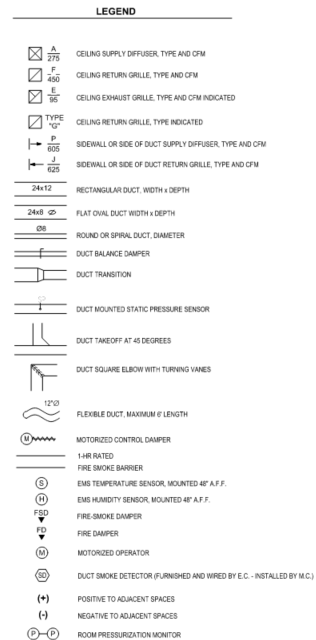 LEGEND
A
275 CEILING SUPPLY DIFFUSER, TYPE AND CFM
F
450 CEILING RETURN GRILLE, TYPE AND CFM
E
95 CEILING EXHAUST GRILLE, TYPE AND CFM INDICATED
TYPE
"G" CEILING RETURN GRILLE, TYPE INDICATED
P
605 SIDEWALL OR SIDE OF DUCT SUPPLY DIFFUSER, TYPE AND CFM
J
625 SIDEWALL OR SIDE OF DUCT RETURN GRILLE, TYPE AND CFM
24x12 RECTANGULAR DUCT, WIDTH x DEPTH
24x8 FLAT OVAL DUCT WIDTH x DEPTH
Ø8 ROUND OR SPIRAL DUCT, DIAMETER
DUCT BALANCE DAMPER
DUCT TRANSITION
DUCT MOUNTED STATIC PRESSURE SENSOR
DUCT TAKEOFF AT 45 DEGREES
DUCT SQUARE ELBOW WITH TURNING VANES
12"Ø
FLEXIBLE DUCT, MAXIMUM 6' LENGTH
M MOTORIZED CONTROL DAMPER
1-HR RATED
FIRE SMOKE BARRIER
S EMS TEMPERATURE SENSOR, MOUNTED 48" A.F.F.
H EMS HUMIDITY SENSOR, MOUNTED 48" A.F.F.
FSD
FIRE-SMOKE DAMPER
FD
FIRE DAMPER
M MOTORIZED OPERATOR
SD DUCT SMOKE DETECTOR (FURNISHED AND WIRED BY E.C. - INSTALLED BY M.C.)
(+) POSITIVE TO ADJACENT SPACES
(-) NEGATIVE TO ADJACENT SPACES
P P ROOM PRESSURIZATION MONITOR